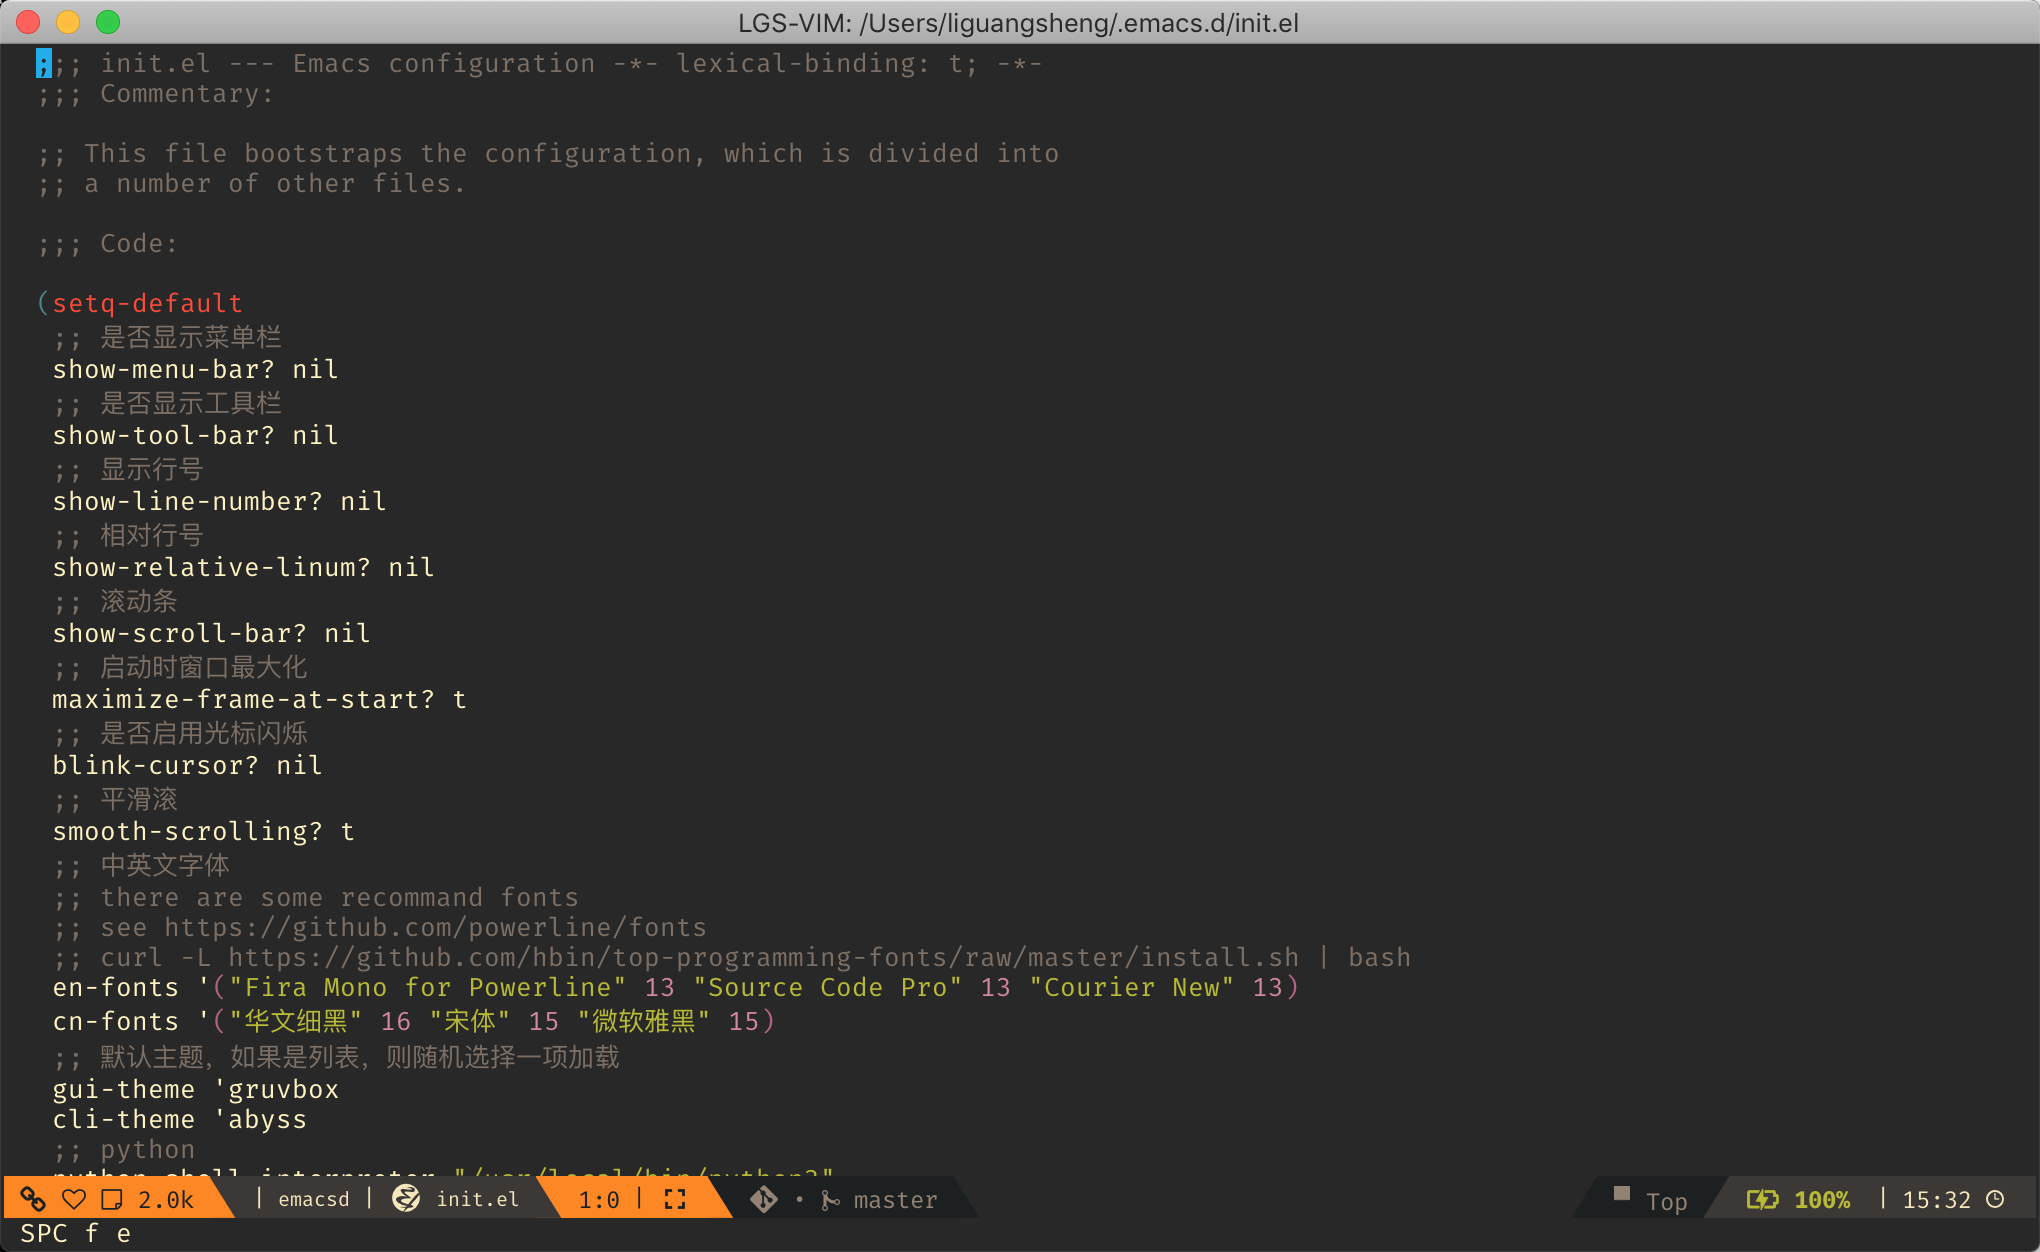 LGS-VIM: /Users/liguangsheng/.emacs.d/init.el
;;; init.el --- Emacs configuration -*- lexical-binding: t; -*-
;;; Commentary:
;; This file bootstraps the configuration, which is divided into
;; a number of other files.
;;; Code:
(setq-default
;; 是否显示菜单栏
show-menu-bar? nil
;; 是否显示工具栏
show-tool-bar? nil
;; 显示行号
show-line-number? nil
;; 相对行号
show-relative-linum? nil
;; 滚动条
show-scroll-bar? nil
;; 启动时窗口最大化
maximize-frame-at-start? t
;; 是否启用光标闪烁
blink-cursor? nil
;; 平滑滚
smooth-scrolling? t
;; 中英文字体
;; there are some recommand fonts
;; see https://github.com/powerline/fonts
;; curl -L https://github.com/hbin/top-programming-fonts/raw/master/install.sh | bash
en-fonts '("Fira Mono for Powerline" 13 "Source Code Pro" 13 "Courier New" 13)
cn-fonts '("华文细黑" 16 "宋体" 15 "微软雅黑" 15)
;; 默认主题，如果是列表，则随机选择一项加载
gui-theme 'gruvbox
cli-theme 'abyss
;; python
python-shell-interpreter "/usr/local/bin/python3"
2.0k | emacsd | init.el 1:0 | • master Top 100% | 15:32
SPC f e